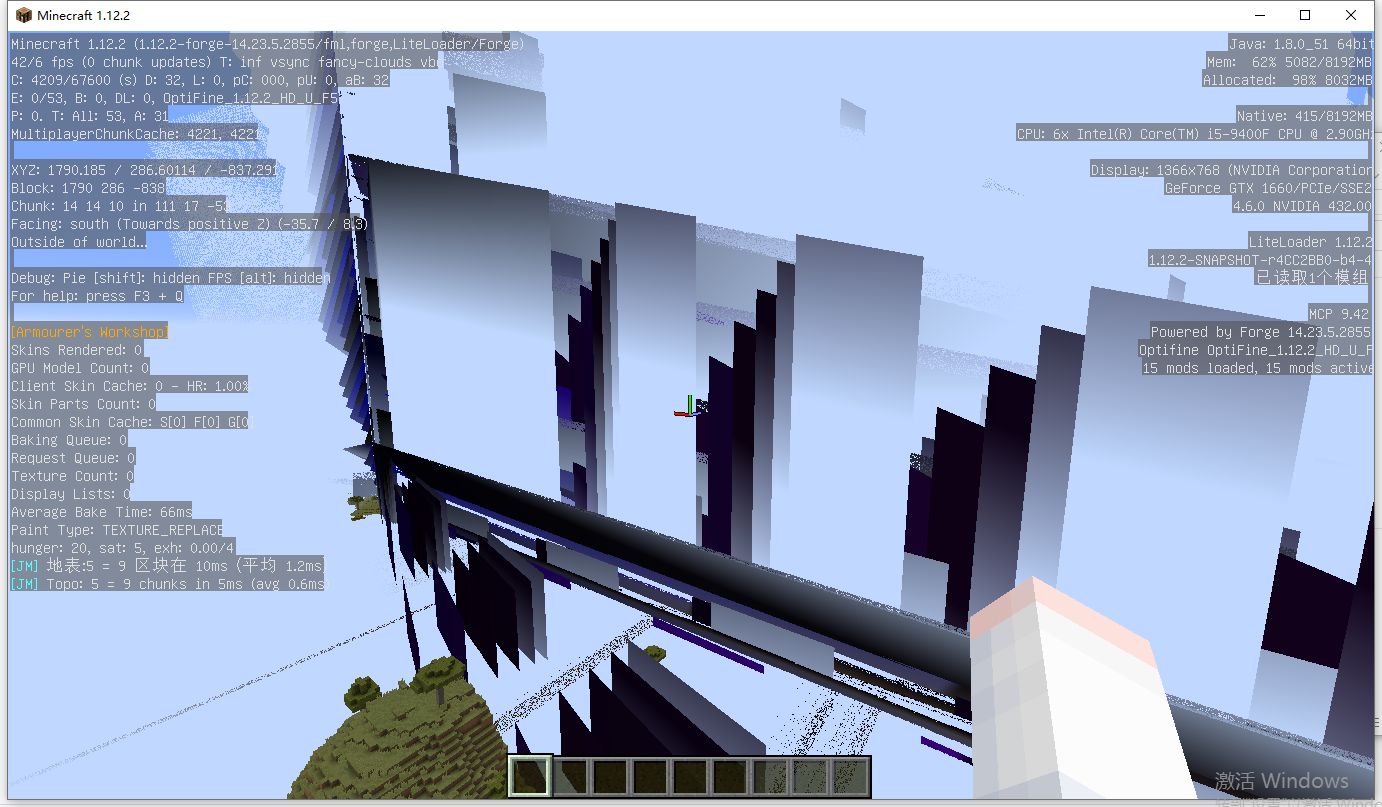 Minecraft 1.12.2
Minecraft 1.12.2 (1.12.2-forge-14.23.5.2855/fml,forge,LiteLoader/Forge)
42/6 fps (0 chunk updates) T: inf vsync fancy-clouds vbo
C: 4209/67600 (s) D: 32, L: 0, pC: 000, pU: 0, aB: 32
E: 0/53, B: 0, DL: 0, OptiFine_1.12.2_HD_U_F5
P: 0. T: All: 53, A: 31
MultiplayerChunkCache: 4221, 4221
XYZ: 1790.185 / 286.60114 / -837.291
Block: 1790 286 -838
Chunk: 14 14 10 in 111 17 -53
Facing: south (Towards positive Z) (-35.7 / 8.3)
Outside of world...
Debug: Pie [shift]: hidden FPS [alt]: hidden
For help: press F3 + Q
[Armourer's Workshop]
Skins Rendered: 0
GPU Model Count: 0
Client Skin Cache: 0 - HR: 1.00%
Skin Parts Count: 0
Common Skin Cache: S[0] F[0] G[0]
Baking Queue: 0
Request Queue: 0
Texture Count: 0
Display Lists: 0
Average Bake Time: 66ms
Paint Type: TEXTURE_REPLACE
hunger: 20, sat: 5, exh: 0.00/4
[JM] 地表:5 = 9 区块在 10ms (平均 1.2ms)
[JM] Topo: 5 = 9 chunks in 5ms (avg 0.6ms)
Java: 1.8.0_51 64bit
Mem: 62% 5082/8192MB
Allocated: 98% 8032MB
Native: 415/8192MB
CPU: 6x Intel(R) Core(TM) i5-9400F CPU @ 2.90GHz
Display: 1366x768 (NVIDIA Corporation)
GeForce GTX 1660/PCIe/SSE2
4.6.0 NVIDIA 432.00
LiteLoader 1.12.2
1.12.2-SNAPSHOT-r4CC2BB0-b4-4
已读取1个模组
MCP 9.42
Powered by Forge 14.23.5.2855
Optifine OptiFine_1.12.2_HD_U_F5
15 mods loaded, 15 mods active
激活 Windows